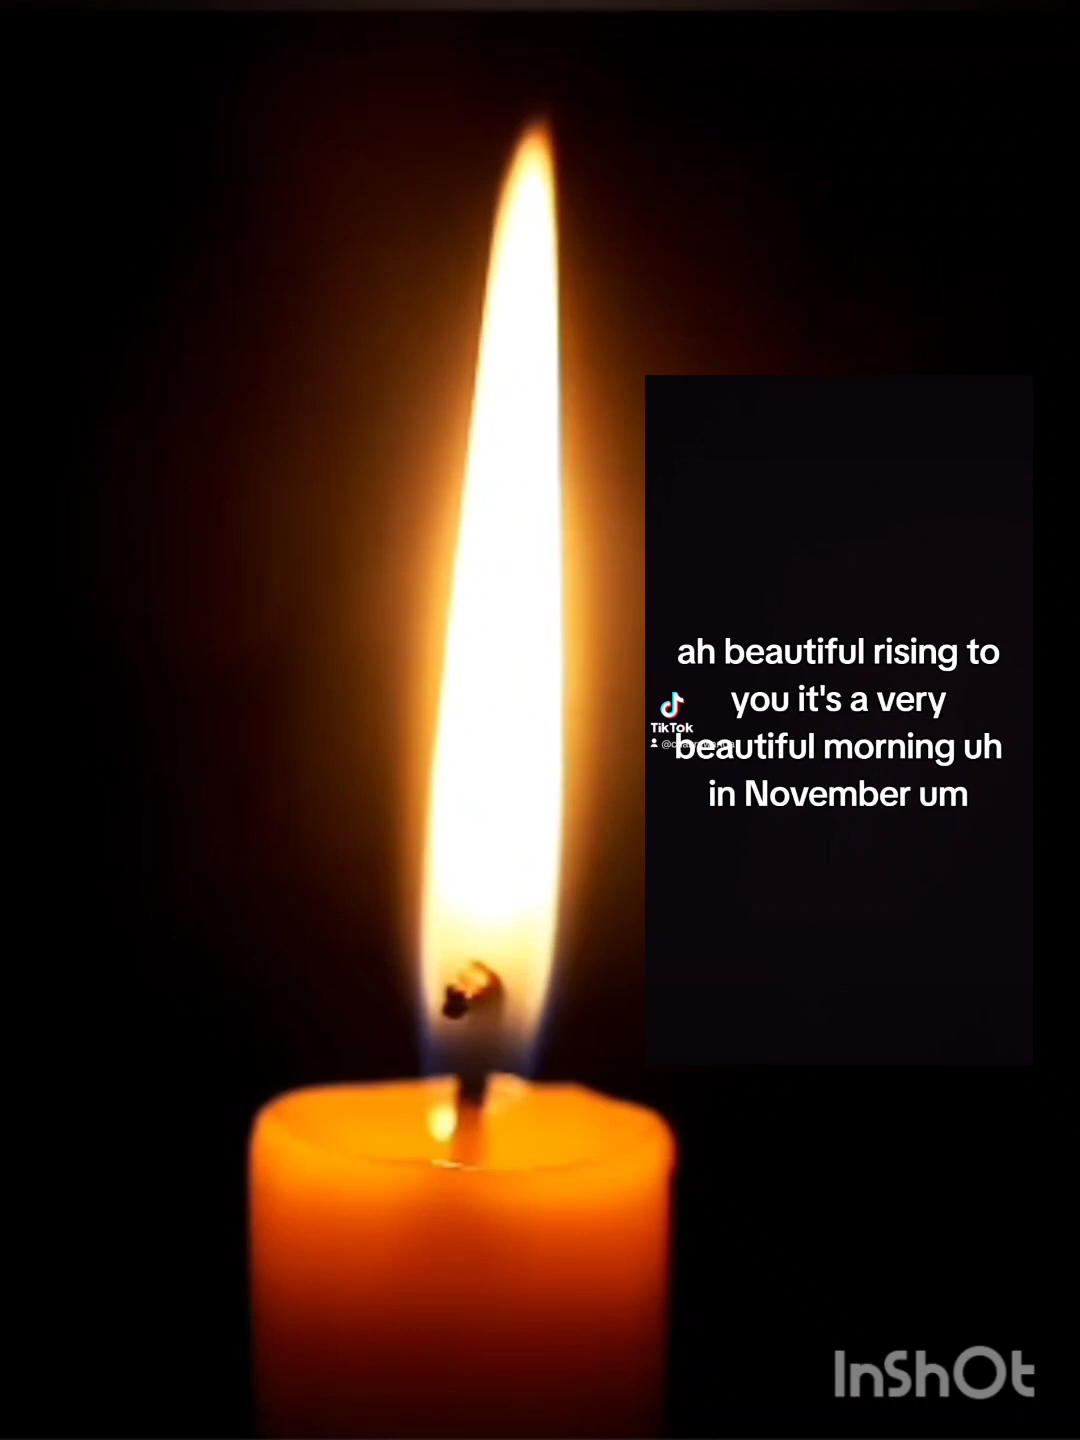 ah beautiful rising to
you it's a very
beautiful morning uh
in November um
TikTok
InShOt